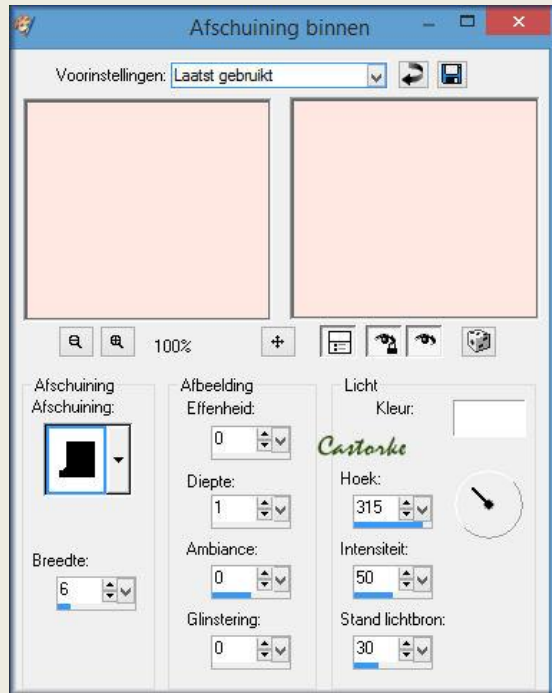 Afschuining binnen
Voorinstellingen: Laatst gebruikt
100%
Afschuining
Afschuining:
Breedte:
6
Afbeelding
Effenheid:
0
Diepte:
1
Ambiance:
0
Glinstering:
0
Licht
Kleur:
Castorke
Hoek:
315
Intensiteit:
50
Stand lichtbron:
30